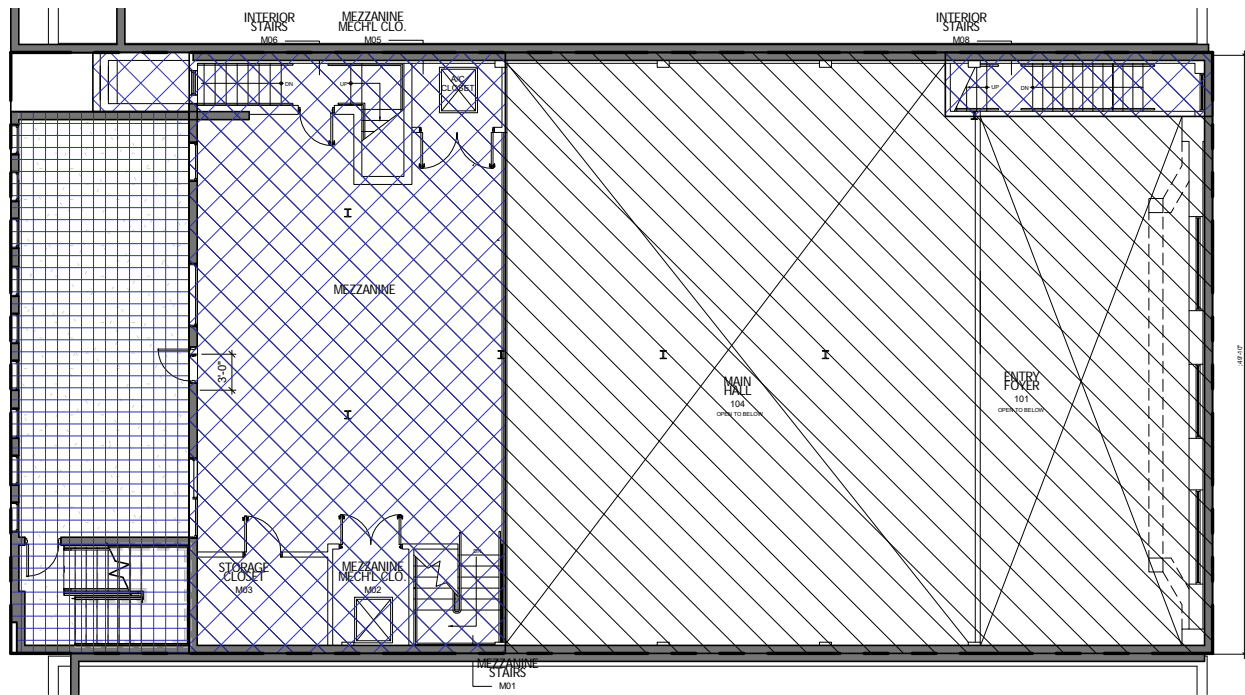 INTERIOR
STAIRS
M06
MEZZANINE
MECH'L CLO.
M05
INTERIOR
STAIRS
M08
DN
UP
A/C
CLOSET
UP
DN
MEZZANINE
3'-0"
MAIN
HALL
104
OPEN TO BELOW
ENTRY
FOYER
101
OPEN TO BELOW
STORAGE
CLOSET
M03
MEZZANINE
MECH'L CLO.
M02
DN
MEZZANINE
STAIRS
M01